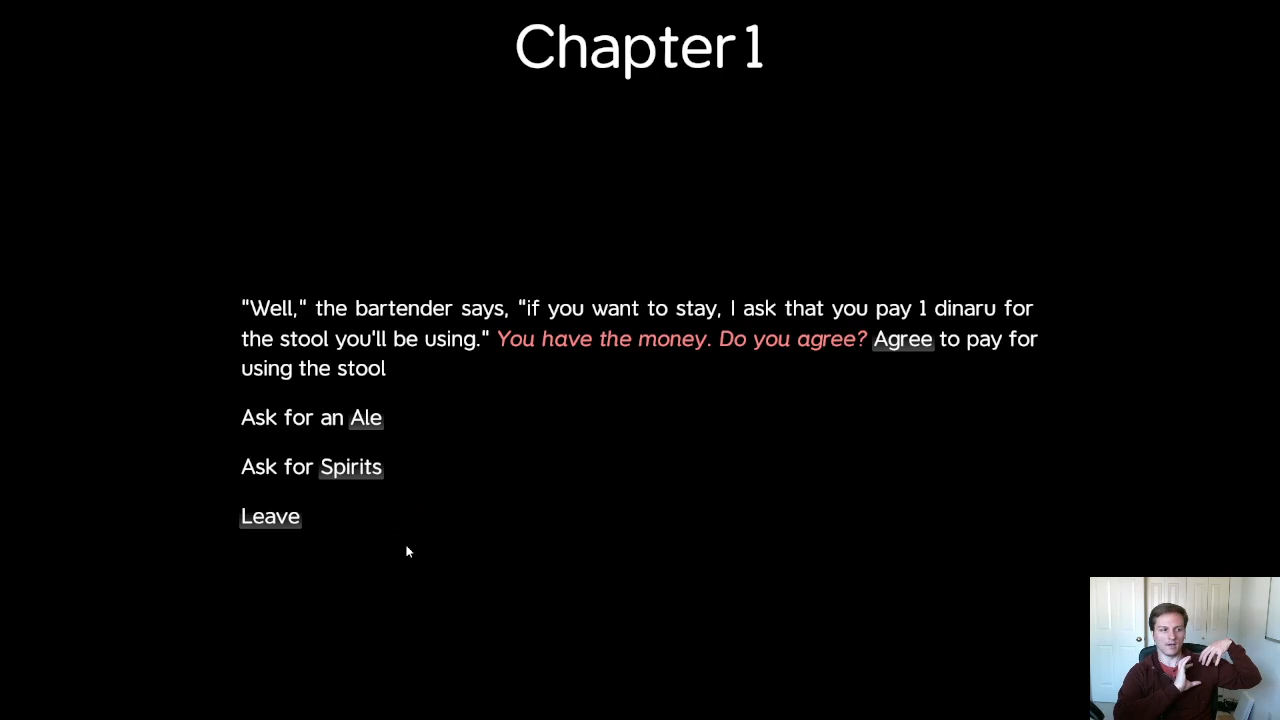 Chapter 1
"Well," the bartender says, "if you want to stay, I ask that you pay 1 dinaru for
the stool you'll be using." You have the money. Do you agree? Agree to pay for
using the stool
Ask for an Ale
Ask for Spirits
Leave